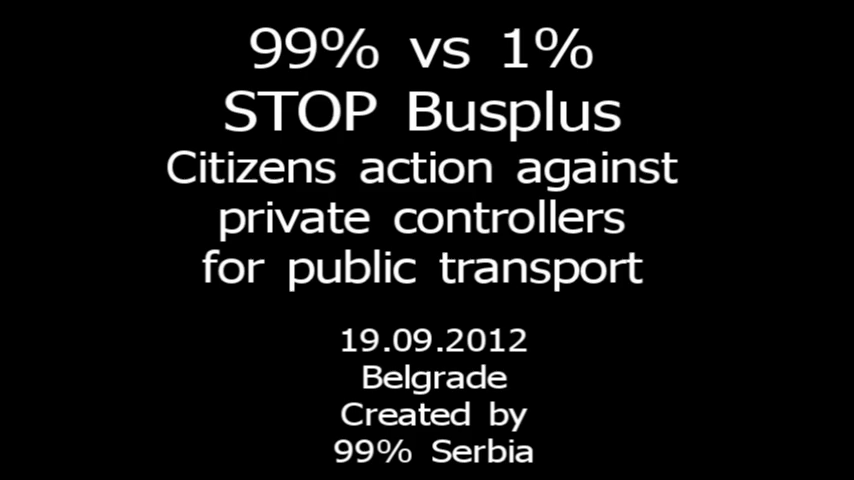 99% vs 1%
STOP Busplus
Citizens action against
private controllers
for public transport
19.09.2012
Belgrade
Created by
99% Serbia